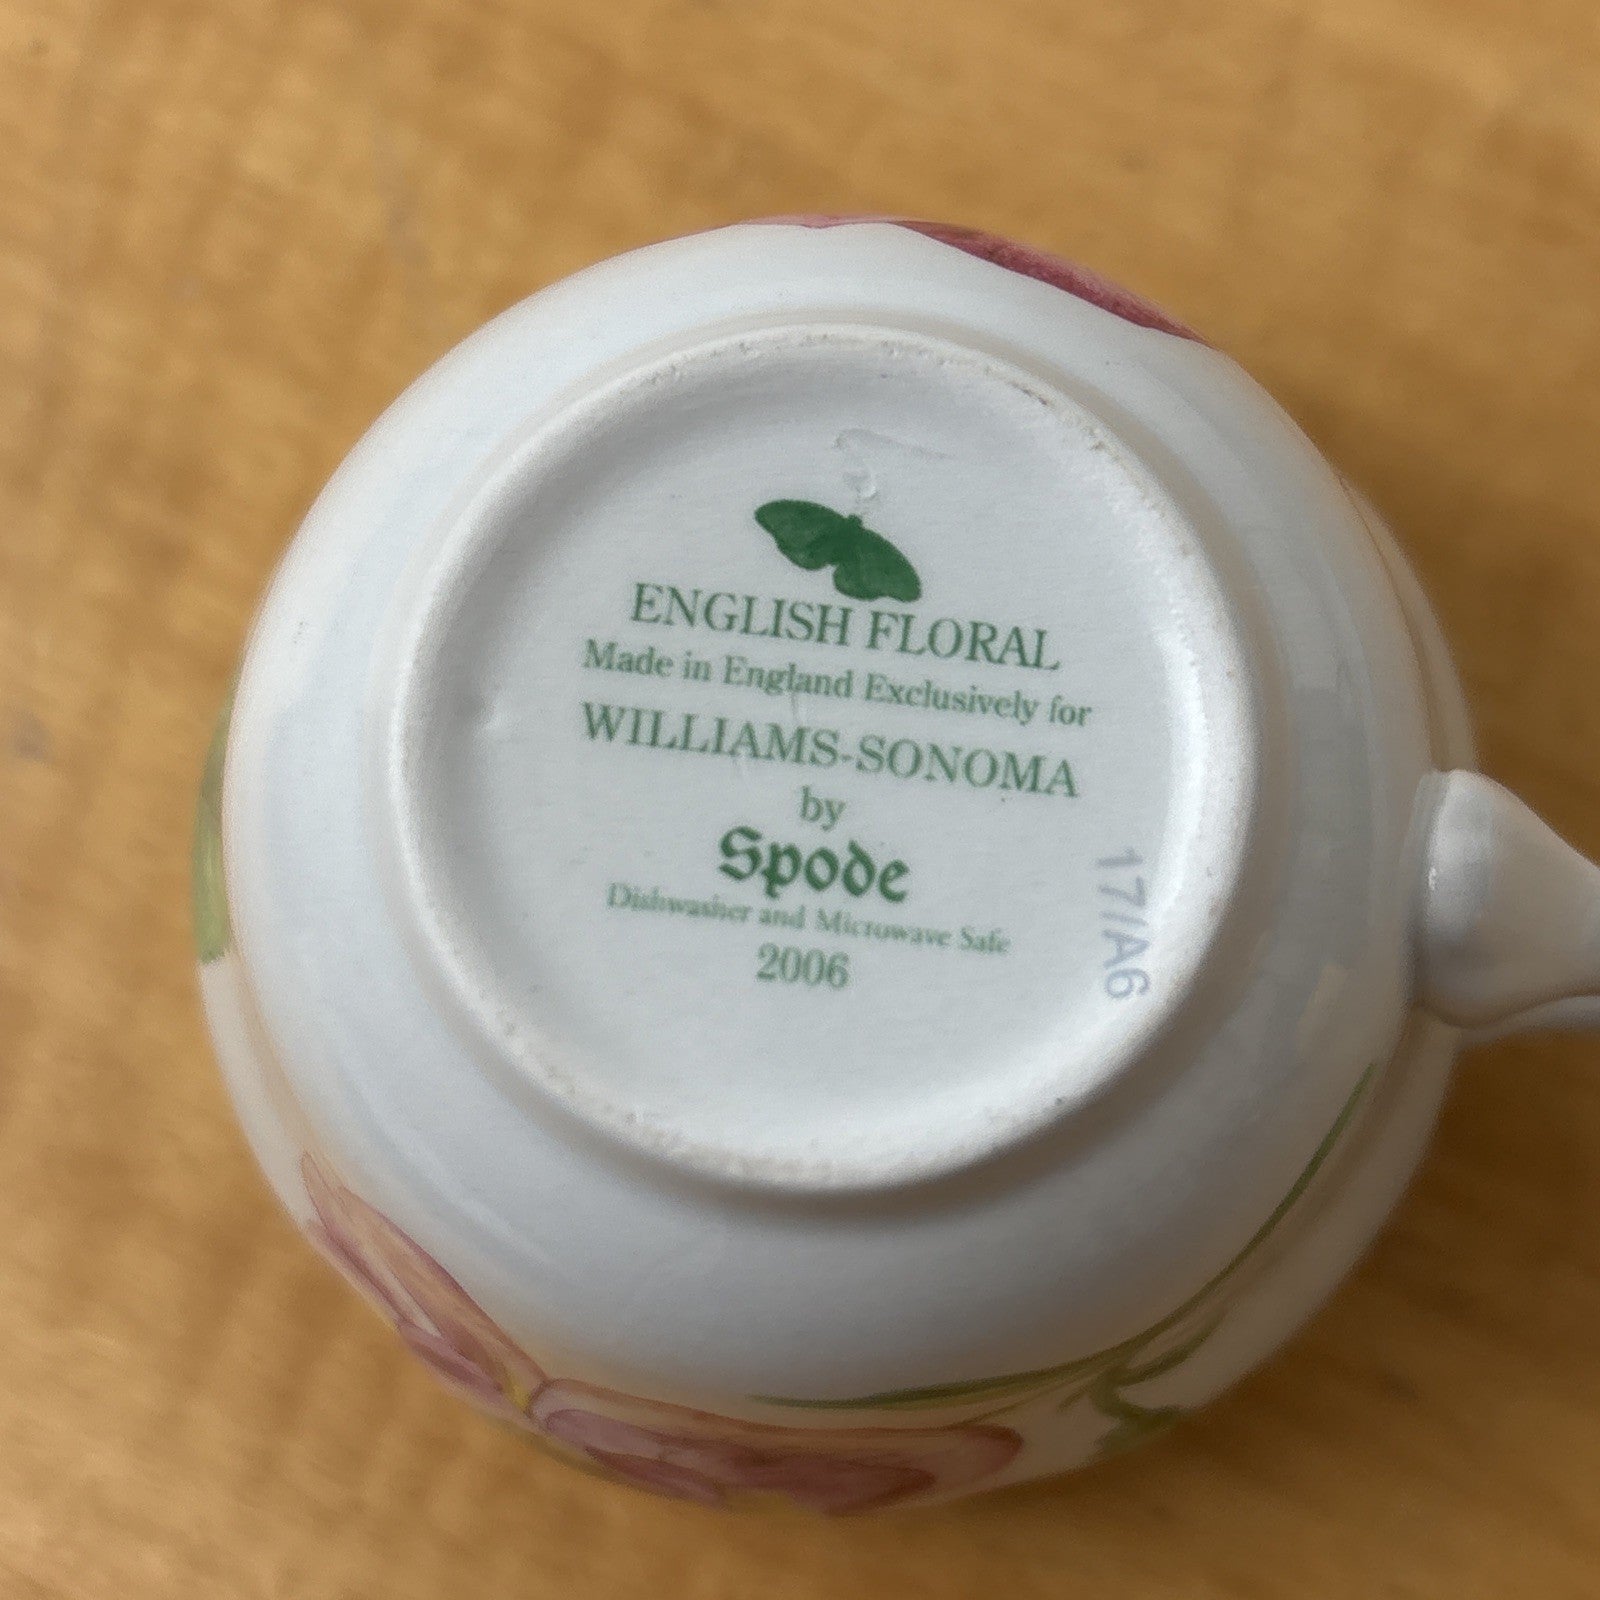 ENGLISH FLORAL
Made in England Exclusively for
WILLIAMS-SONOMA
by
Spode
Dishwasher and Microwave Safe
2006
17/A6